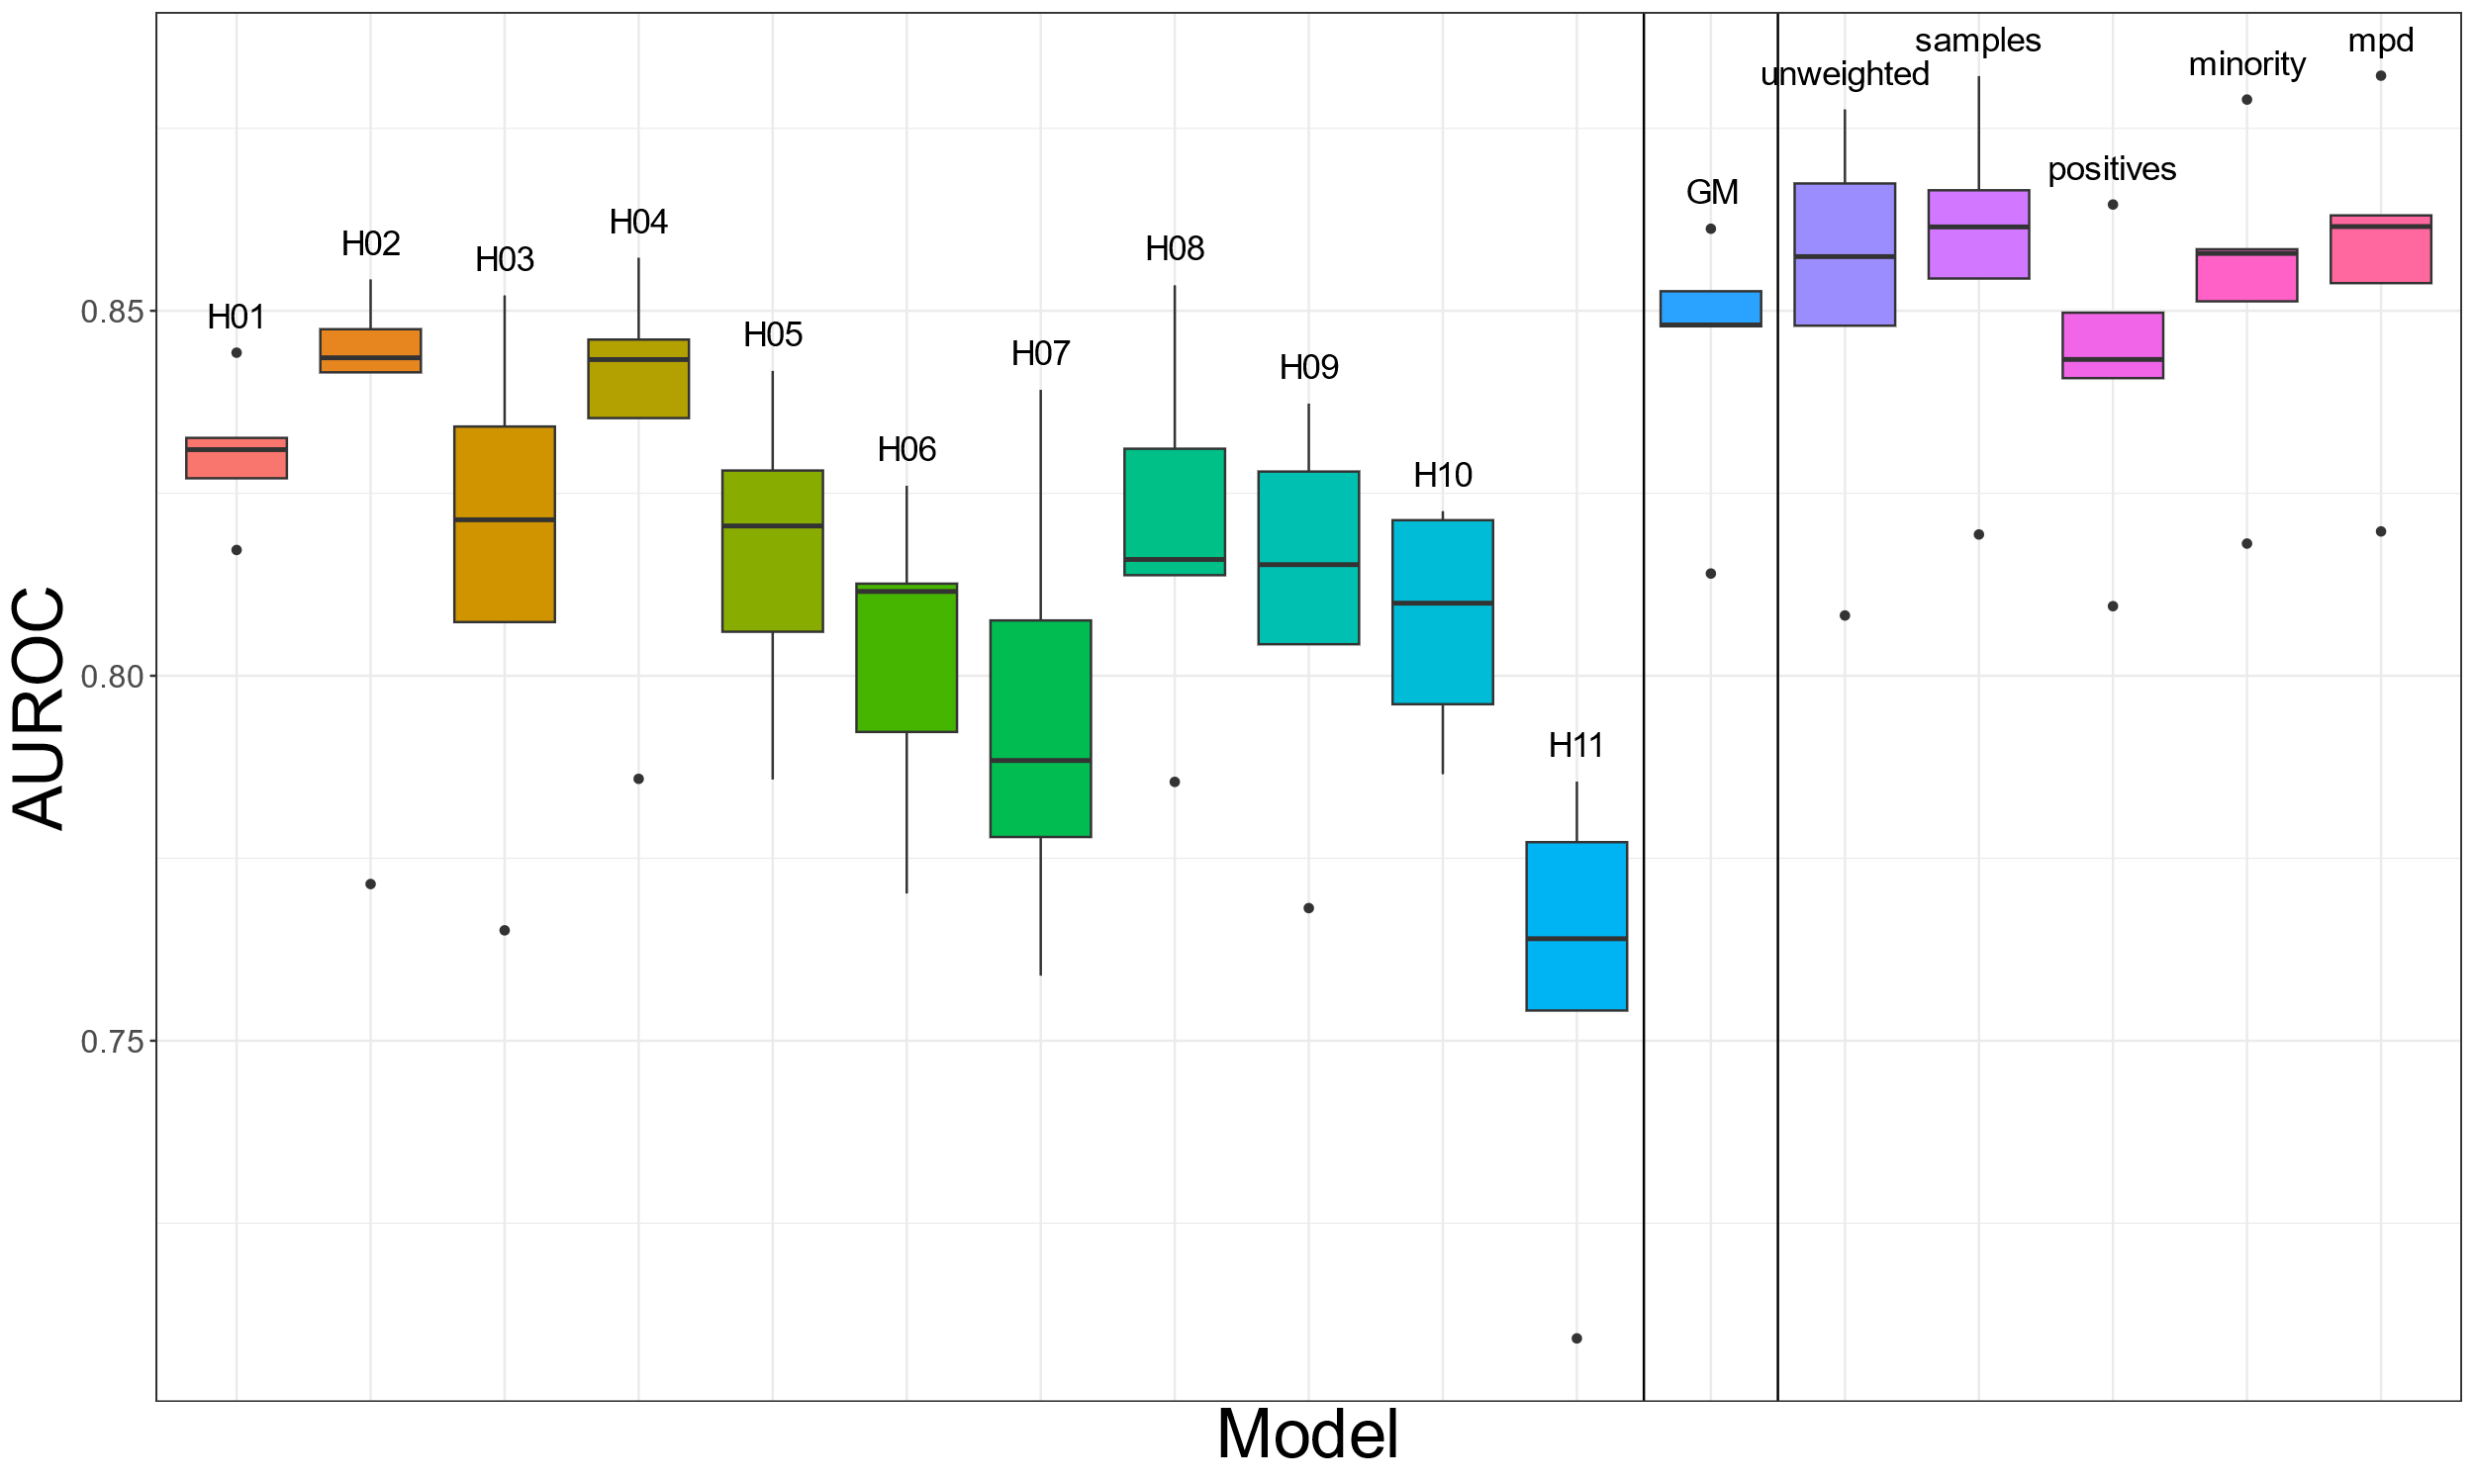 samples
mpd
unweighted
minority
positives
GM
H04
H02
H03
H08
H01
H05
H07
H09
H06
H10
H11
0.85
0.80
0.75
AUROC
Model